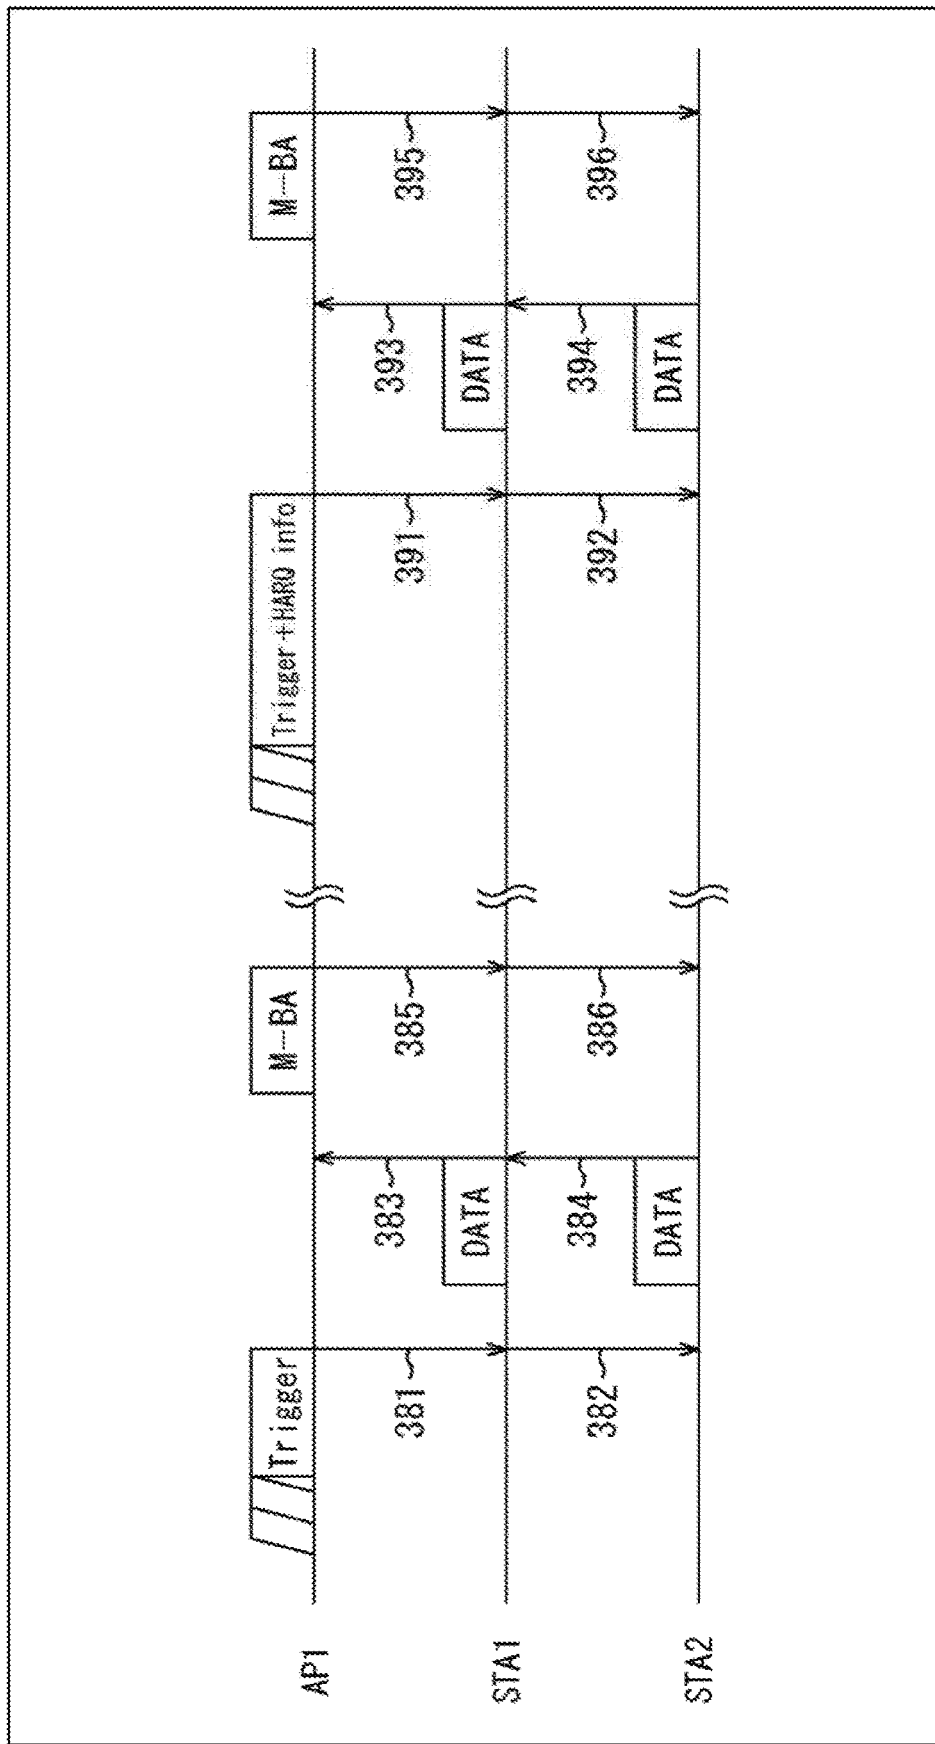 AP1
STA1
STA2
Trigger
381
382
DATA
383
DATA
384
M-BA
385
386
Trigger+HARQ info
391
392
DATA
393
DATA
394
M-BA
395
396